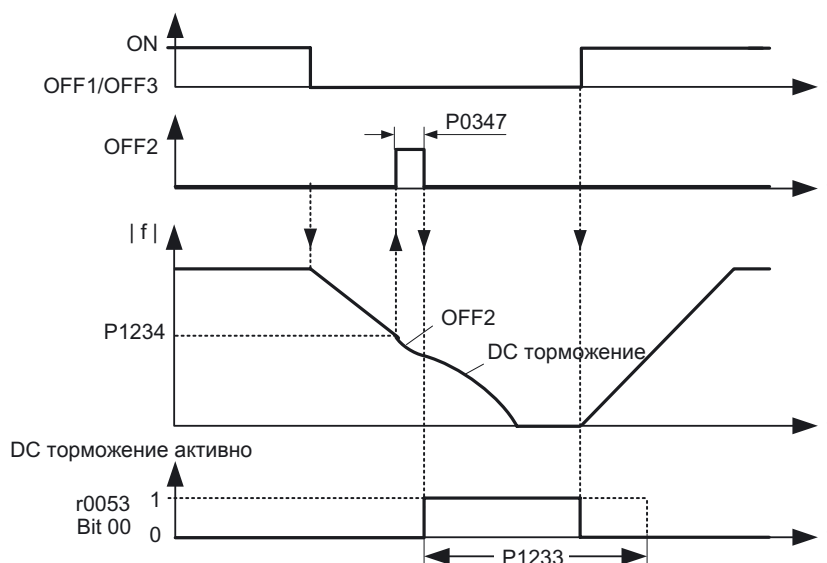 ON
OFF1/OFF3
P0347
OFF2
| f |
P1234
OFF2
DC торможение
DC торможение активно
r0053 1
Bit 00 0
P1233